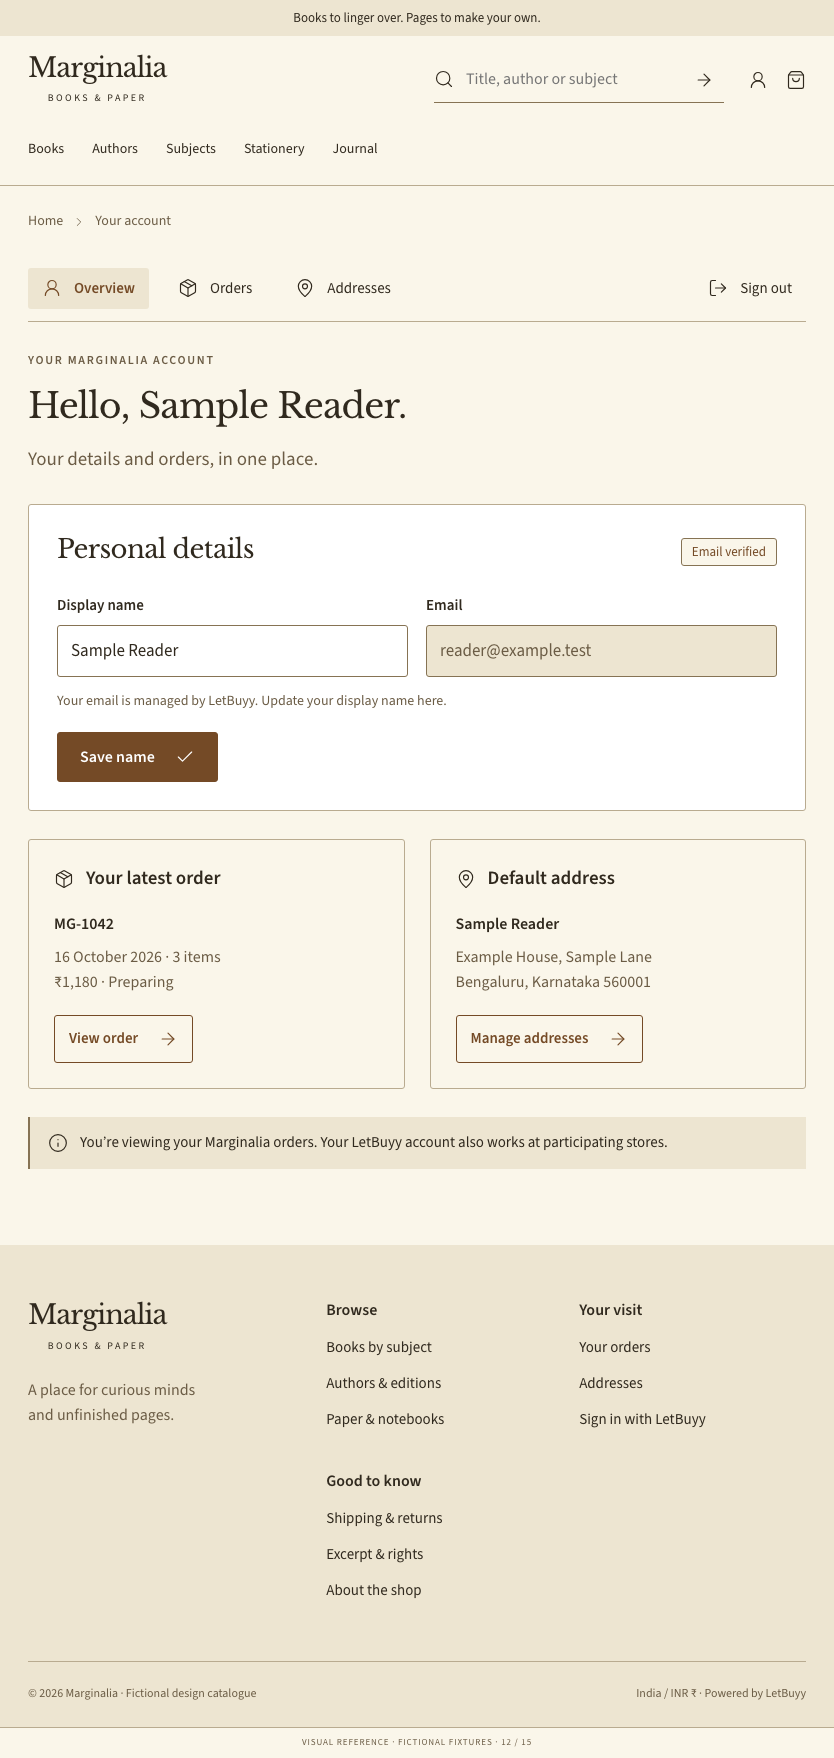 Books to linger over. Pages to make your own.
Marginalia
BOOKS & PAPER
Title, author or subject
Books Authors Subjects Stationery Journal
Home Your account
Overview Orders Addresses Sign out
YOUR MARGINALIA ACCOUNT
Hello, Sample Reader.
Your details and orders, in one place.
Personal details
Email verified
Display name
Sample Reader
Email
reader@example.test
Your email is managed by LetBuyy. Update your display name here.
Save name
Your latest order
MG-1042
16 October 2026 · 3 items
₹1,180 · Preparing
View order
Default address
Sample Reader
Example House, Sample Lane
Bengaluru, Karnataka 560001
Manage addresses
You’re viewing your Marginalia orders. Your LetBuyy account also works at participating stores.
Marginalia
BOOKS & PAPER
A place for curious minds
and unfinished pages.
Browse
Books by subject
Authors & editions
Paper & notebooks
Your visit
Your orders
Addresses
Sign in with LetBuyy
Good to know
Shipping & returns
Excerpt & rights
About the shop
© 2026 Marginalia · Fictional design catalogue
India / INR ₹ · Powered by LetBuyy
VISUAL REFERENCE · FICTIONAL FIXTURES · 12 / 15